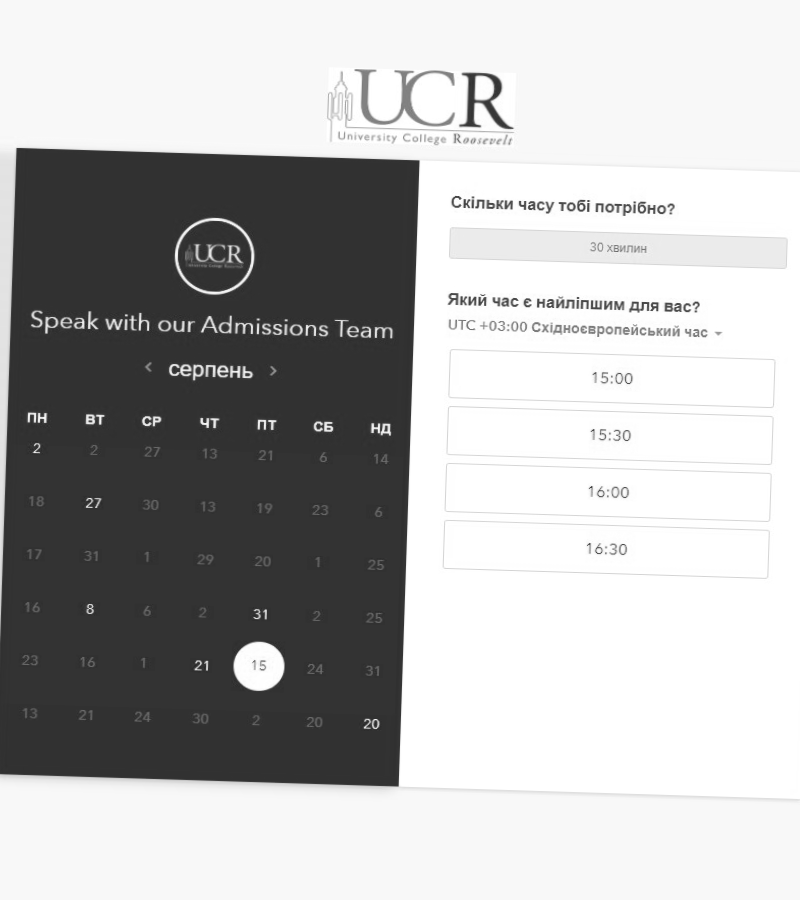 UCR
University College Roosevelt
UCR
University College Roosevelt
Speak with our Admissions Team
серпень
ПН ВТ СР ЧТ ПТ СБ НД
2 2 27 13 21 6 14
18 27 30 13 19 23 6
17 31 1 29 20 1 25
16 8 6 2 31 2 25
23 16 1 21 15 24 31
13 21 24 30 2 20 20
Скільки часу тобі потрібно?
30 хвилин
Який час є найліпшим для вас?
UTC +03:00 Східноєвропейський час
15:00
15:30
16:00
16:30